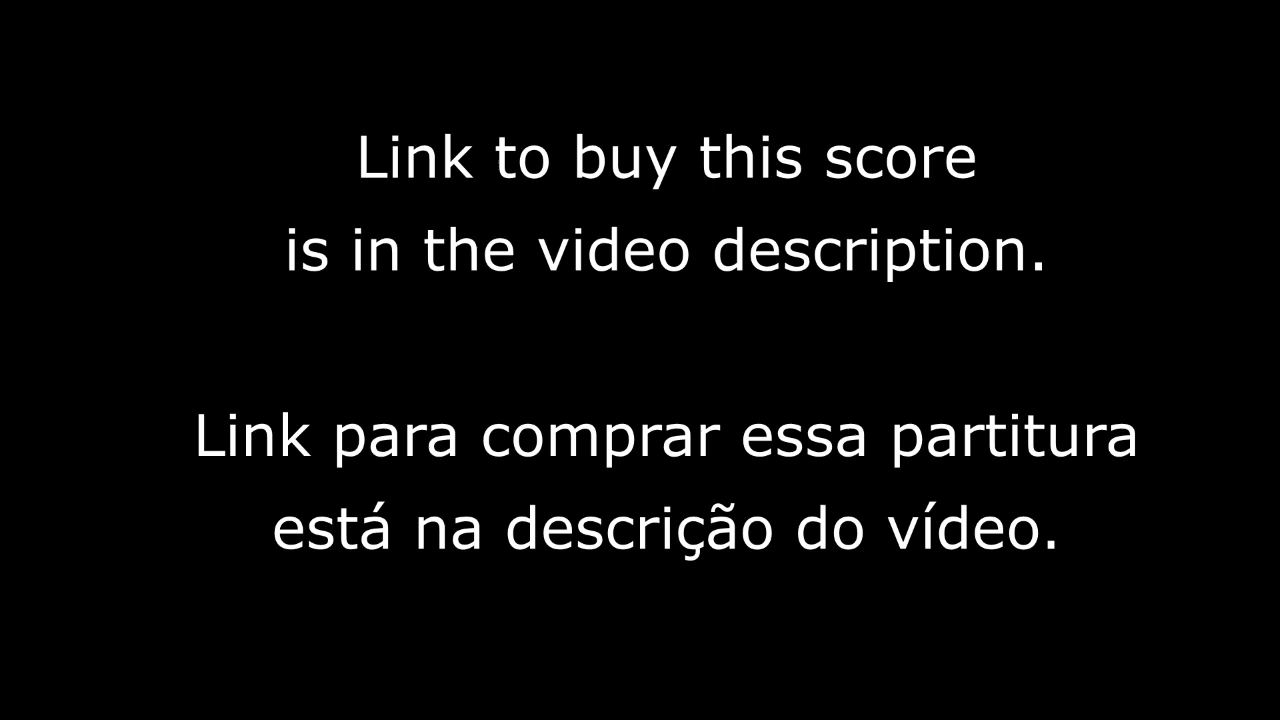 Link to buy this score
is in the video description.
Link para comprar essa partitura
está na descrição do vídeo.